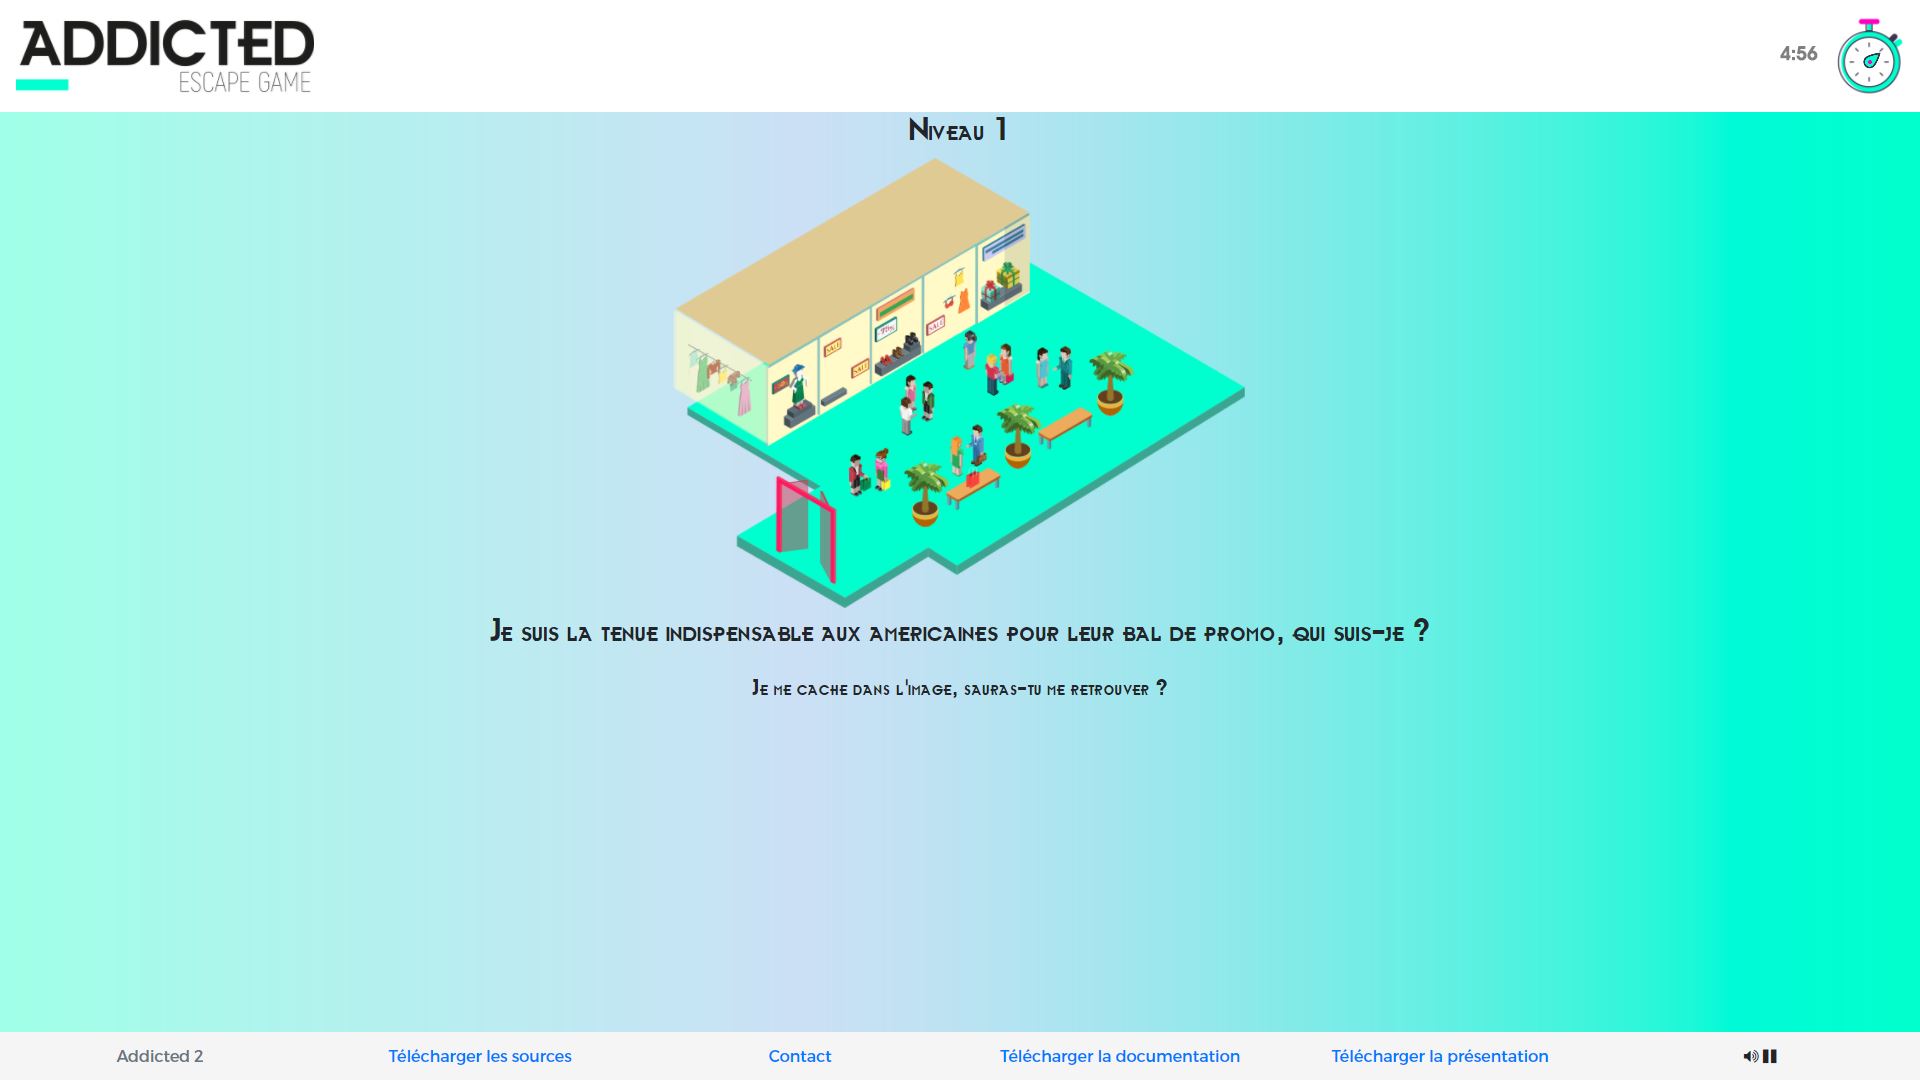 ADDICTED
ESCAPE GAME
4:56
Niveau 1
SALE
SALE
SALE
Je suis la tenue indispensable aux americaines pour leur bal de promo, qui suis-je ?
Je me cache dans l'image, sauras-tu me retrouver ?
Addicted 2
Télécharger les sources
Contact
Télécharger la documentation
Télécharger la présentation